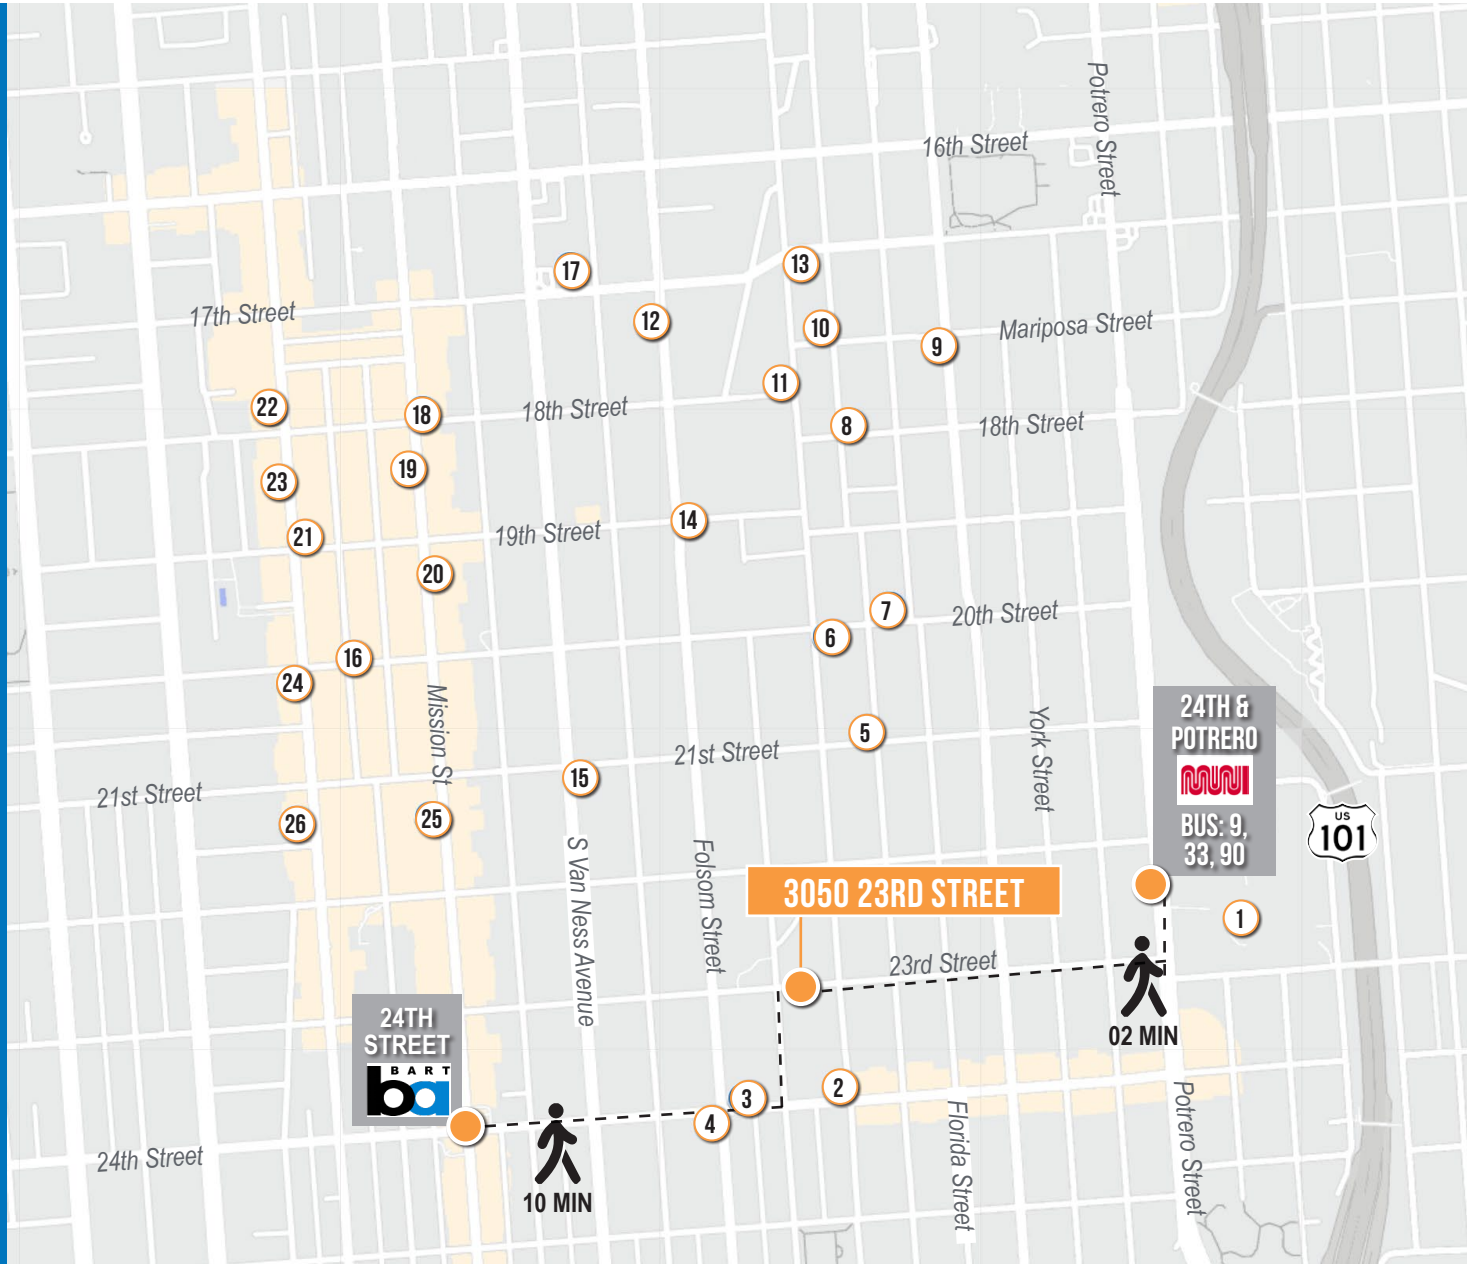 Potrero Street
16th Street
17
13
17th Street
12
10
Mariposa Street
9
11
22
18
18th Street
8
18th Street
19
23
14
21
19th Street
20
7
20th Street
6
16
24
Mission St
24TH &
POTRERO
MUNI
BUS: 9,
33, 90
York Street
5
21st Street
15
21st Street
26
25
US
101
S Van Ness Avenue
Folsom Street
3050 23RD STREET
1
23rd Street
02 MIN
24TH
STREET
BART
ba
2
3
4
24th Street
10 MIN
Florida Street
Potrero Street